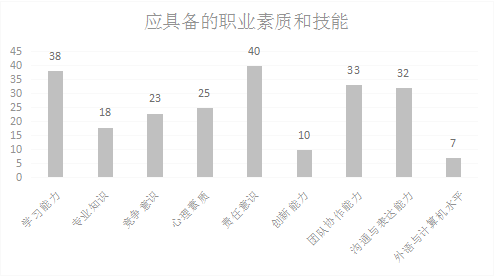 应具备的职业素质和技能
45
40
35
30
25
20
15
10
5
0
38
18
23
25
40
10
33
32
7
学习能力
专业知识
竞争意识
心理素质
责任意识
创新能力
团队协作能力
沟通与表达能力
外语与计算机水平